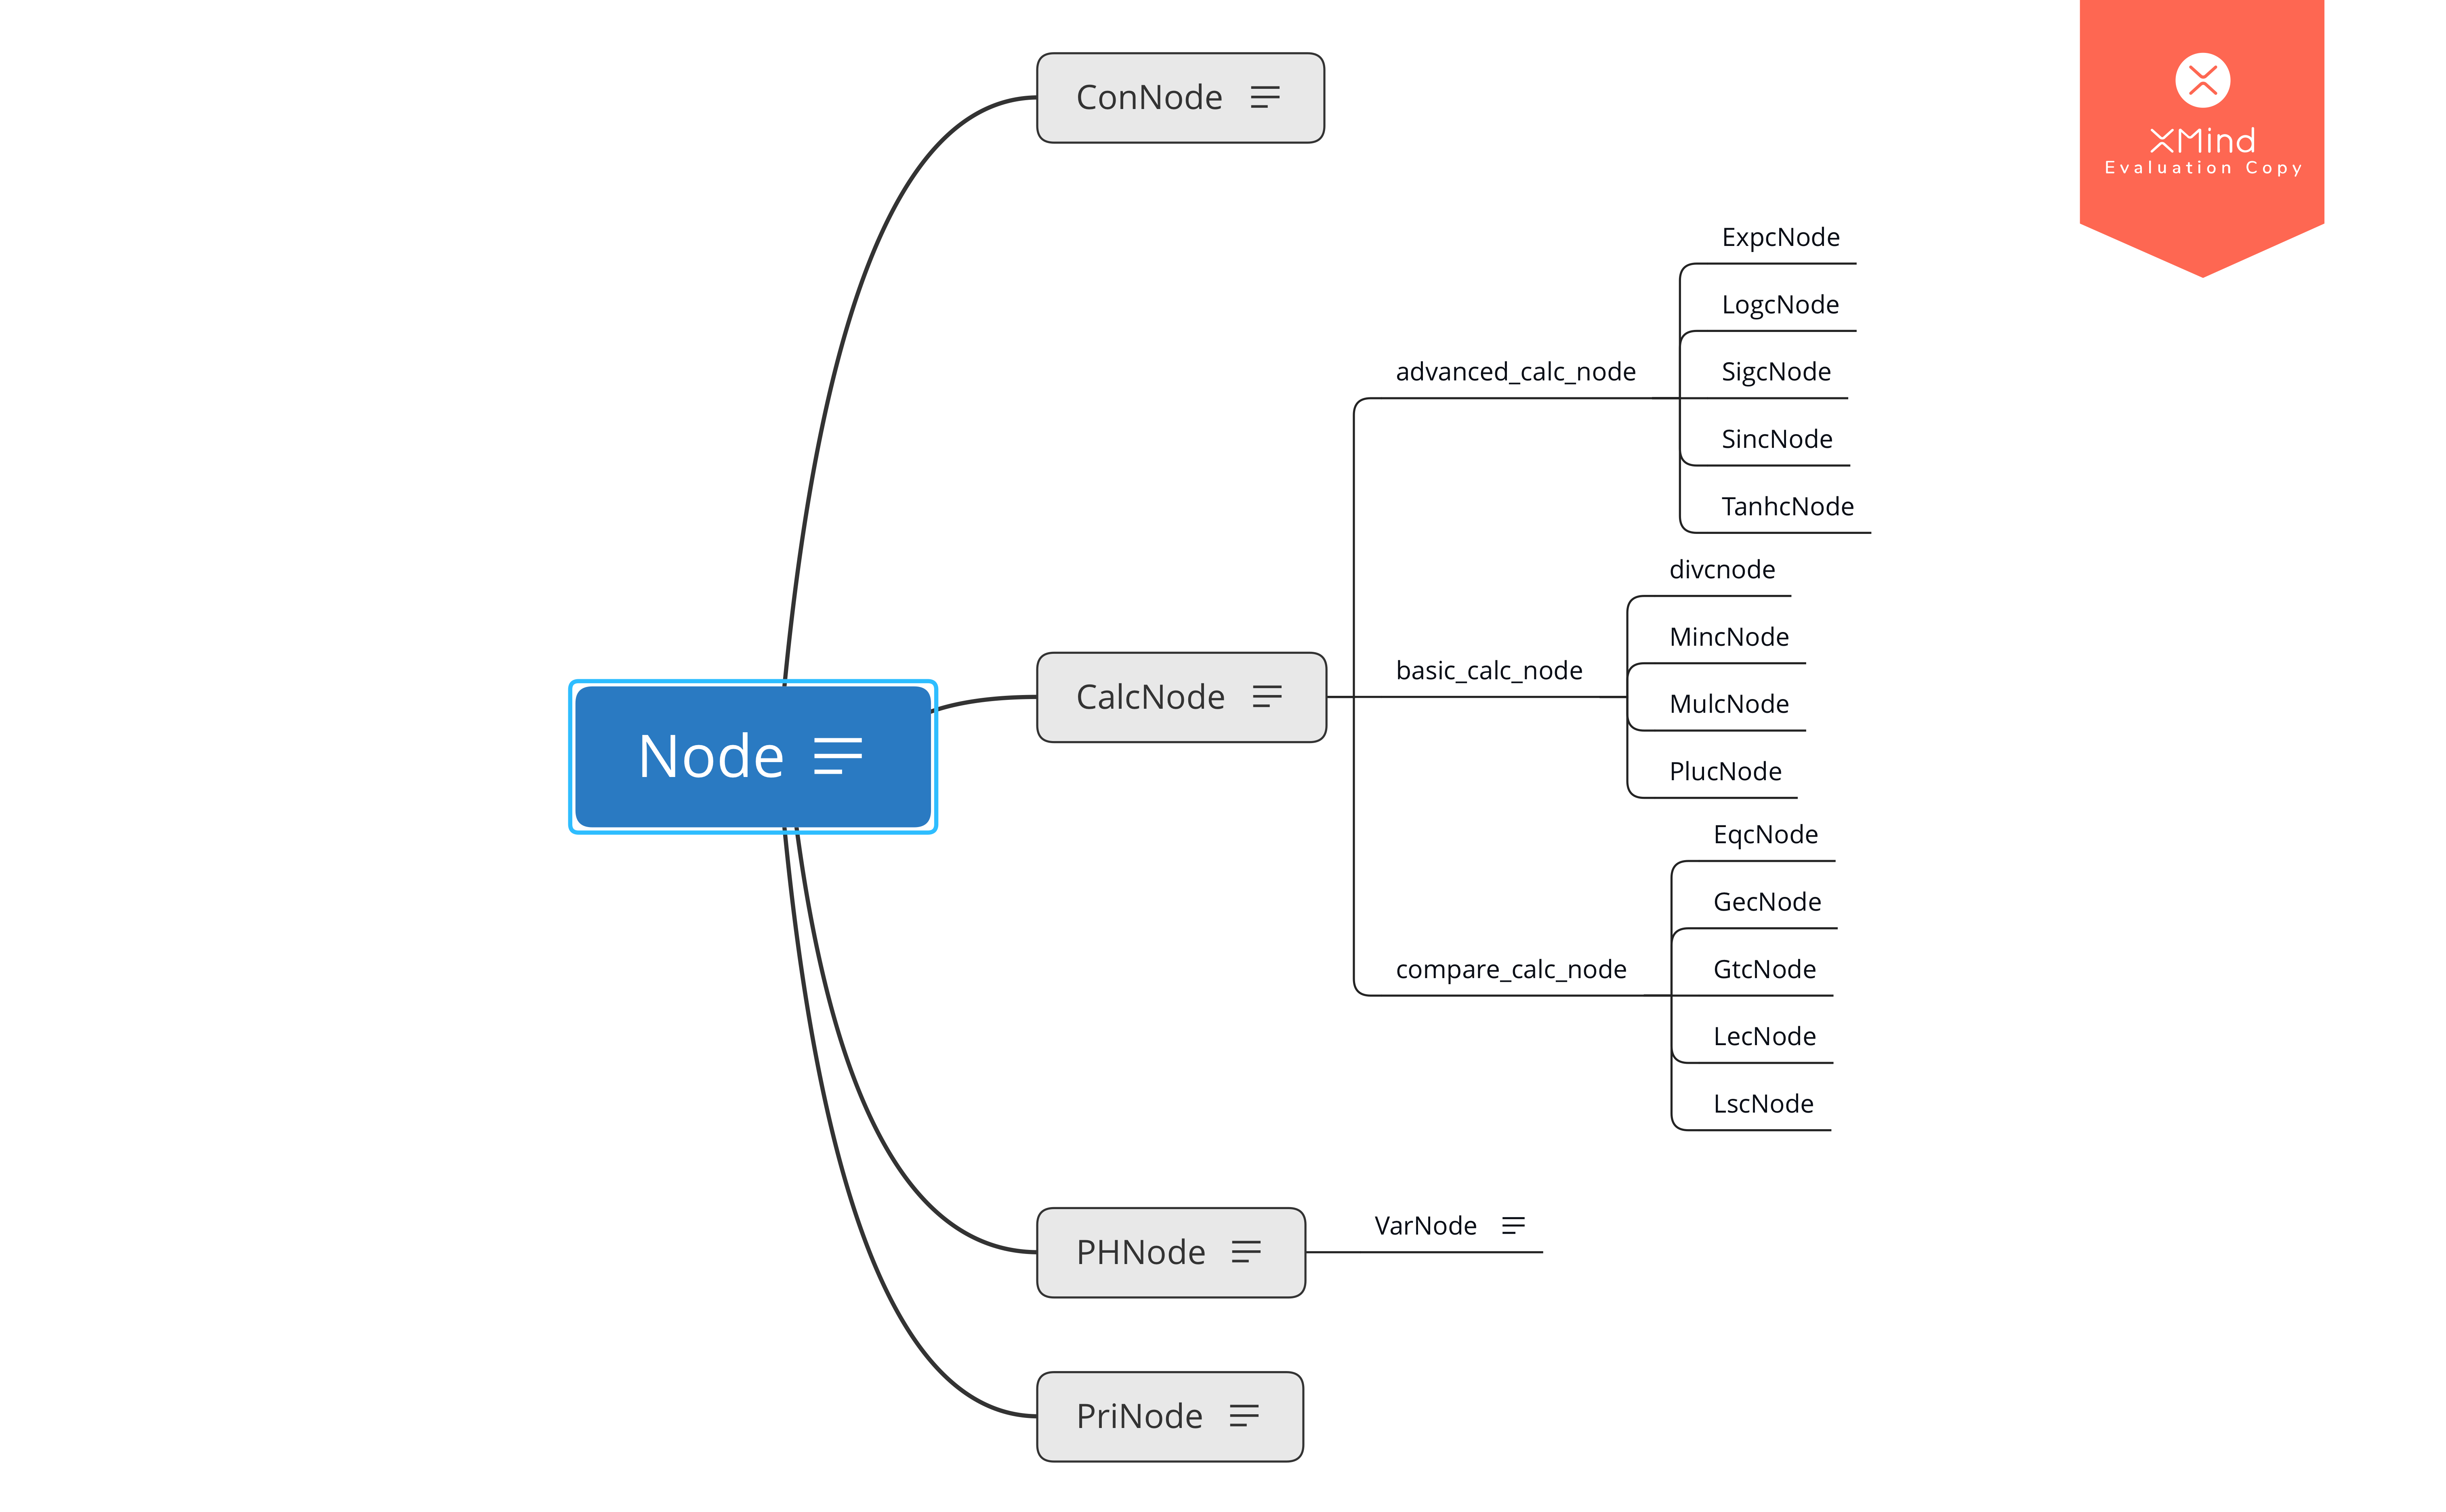 ConNode
XMind
Evaluation Copy
ExpcNode
LogcNode
advanced_calc_node
SigcNode
SincNode
TanhcNode
divcnode
MincNode
basic_calc_node
CalcNode
MulcNode
Node
PlucNode
EqcNode
GecNode
compare_calc_node
GtcNode
LecNode
LscNode
PHNode
VarNode
PriNode